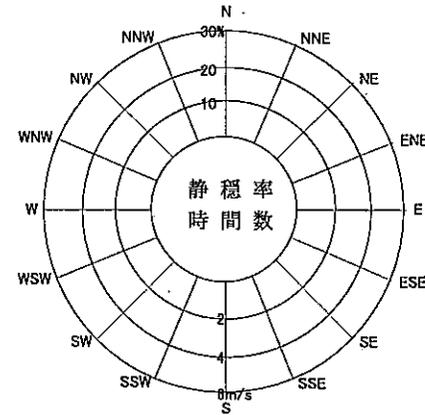 N
NNW
30%
NNE
NW
20
NE
10
WNW
ENE
静穏率
W
時間数
E
WSW
ESE
2
SW
4
SE
SSW
SSE
6m/s
S